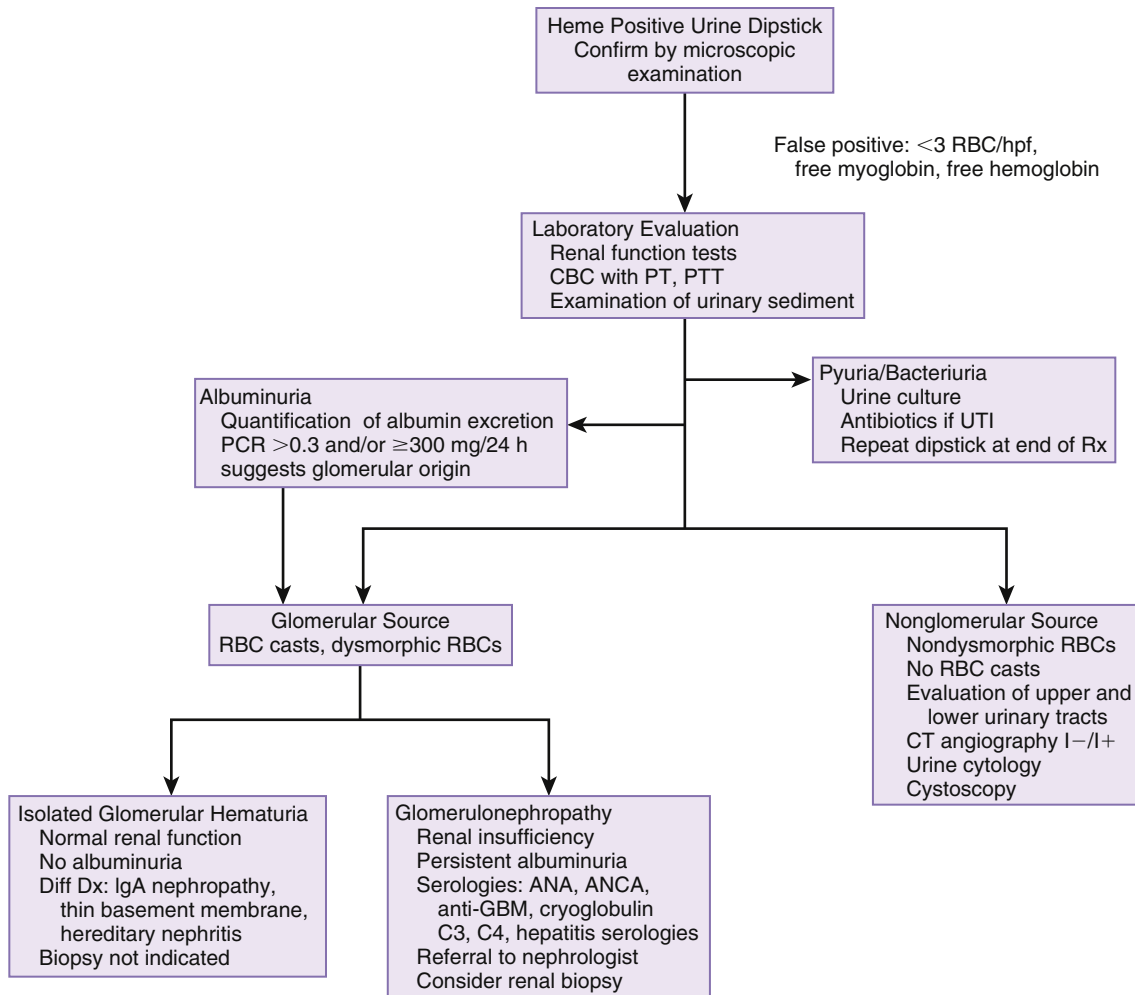 Heme Positive Urine Dipstick
Confirm by microscopic
examination
False positive: <3 RBC/hpf,
free myoglobin, free hemoglobin
Laboratory Evaluation
Renal function tests
CBC with PT, PTT
Examination of urinary sediment
Albuminuria
Quantification of albumin excretion
PCR >0.3 and/or ≥300 mg/24 h
suggests glomerular origin
Pyuria/Bacteriuria
Urine culture
Antibiotics if UTI
Repeat dipstick at end of Rx
Glomerular Source
RBC casts, dysmorphic RBCs
Nonglomerular Source
Nondysmorphic RBCs
No RBC casts
Evaluation of upper and
lower urinary tracts
CT angiography I−/I+
Urine cytology
Cystoscopy
Isolated Glomerular Hematuria
Normal renal function
No albuminuria
Diff Dx: IgA nephropathy,
thin basement membrane,
hereditary nephritis
Biopsy not indicated
Glomerulonephropathy
Renal insufficiency
Persistent albuminuria
Serologies: ANA, ANCA,
anti-GBM, cryoglobulin
C3, C4, hepatitis serologies
Referral to nephrologist
Consider renal biopsy